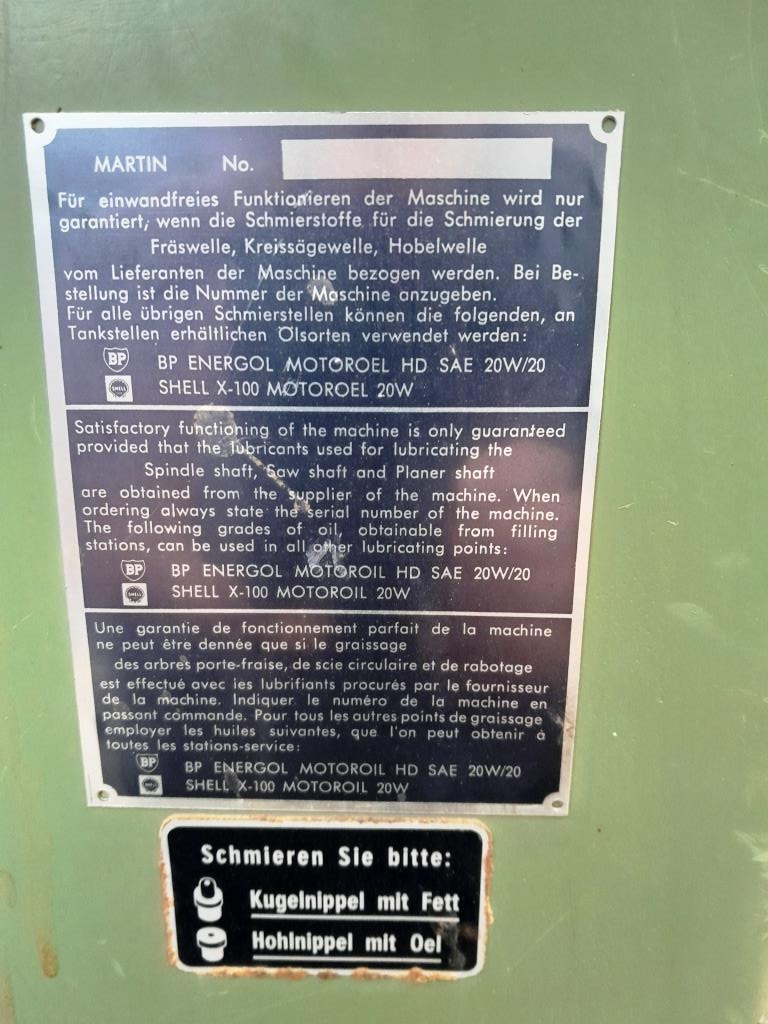 MARTIN No.
Für einwandfreies Funktionieren der Maschine wird nur
garantiert, wenn die Schmierstoffe für die Schmierung der
Fräswelle, Kreissägewelle, Hobelwelle
vom Lieferanten der Maschine bezogen werden. Bei Be-
stellung ist die Nummer der Maschine anzugeben.
Für alle übrigen Schmierstellen können die folgenden, an
Tankstellen erhältlichen Ölsorten verwendet werden:
BP BP ENERGOL MOTOROEL HD SAE 20W/20
SHELL SHELL X-100 MOTOROEL 20W
Satisfactory functioning of the machine is only guaranteed
provided that the lubricants used for lubricating the
Spindle shaft, Saw shaft and Planer shaft
are obtained from the supplier of the machine. When
ordering always state the serial number of the machine.
The following grades of oil, obtainable from filling
stations, can be used in all other lubricating points:
BP BP ENERGOL MOTOROIL HD SAE 20W/20
SHELL SHELL X-100 MOTOROIL 20W
Une garantie de fonctionnement parfait de la machine
ne peut être dennée que si le graissage
des arbres porte-fraise, de scie circulaire et de rabotage
est effectué avec ies lubrifiants procurés par le fournisseur
de la machine. Indiquer le numéro de la machine en
passant commande. Pour tous les autres points de graissage
employer les huiles suivantes, que l'on peut obtenir à
toutes les stations-service:
BP BP ENERGOL MOTOROIL HD SAE 20W/20
SHELL SHELL X-100 MOTOROIL 20W
Schmieren Sie bitte:
Kugelnippel mit Fett
Hohlnippel mit Oel